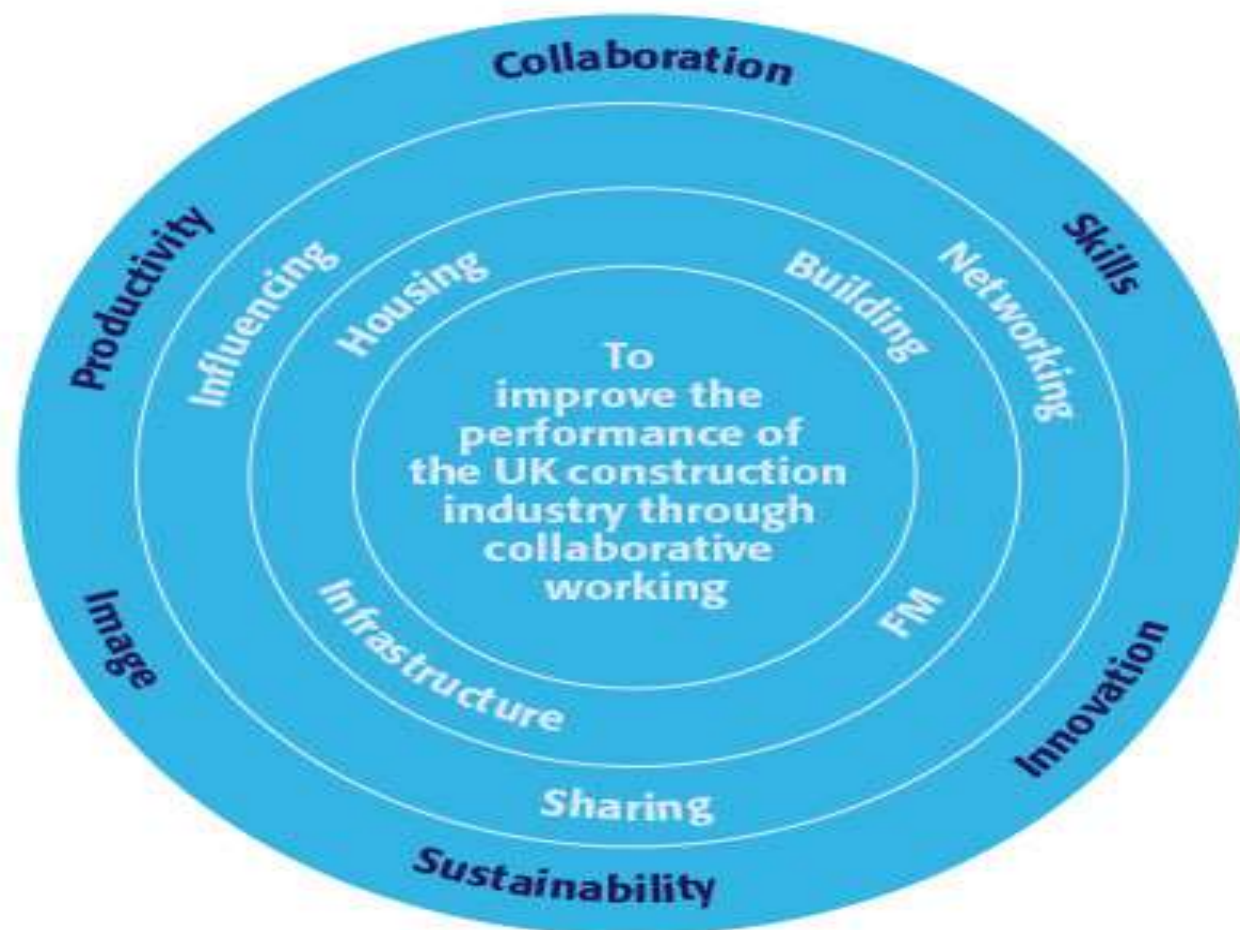 Collaboration
Productivity
Skills
Influencing
Networking
Housing
Building
To
improve the
performance of
the UK construction
industry through
collaborative
working
Image
Infrastructure
FM
Innovation
Sharing
Sustainability